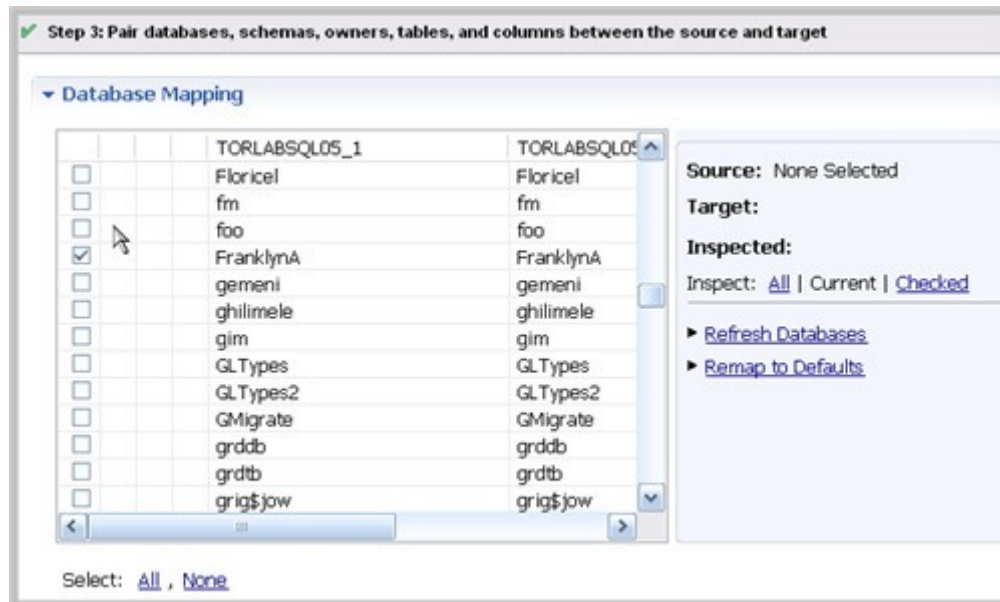 Step 3: Pair databases, schemas, owners, tables, and columns between the source and target
Database Mapping
TORLABSQL05_1 TORLABSQL05
Floricel Floricel
fm fm
foo foo
FranklynA FranklynA
gemeni gemeni
ghilimele ghilimele
gim gim
GLTypes GLTypes
GLTypes2 GLTypes2
GMigrate GMigrate
grddb grddb
grdtb grdtb
grig$jow grig$jow
Select: All , None
Source: None Selected
Target:
Inspected:
Inspect: All | Current | Checked
Refresh Databases
Remap to Defaults